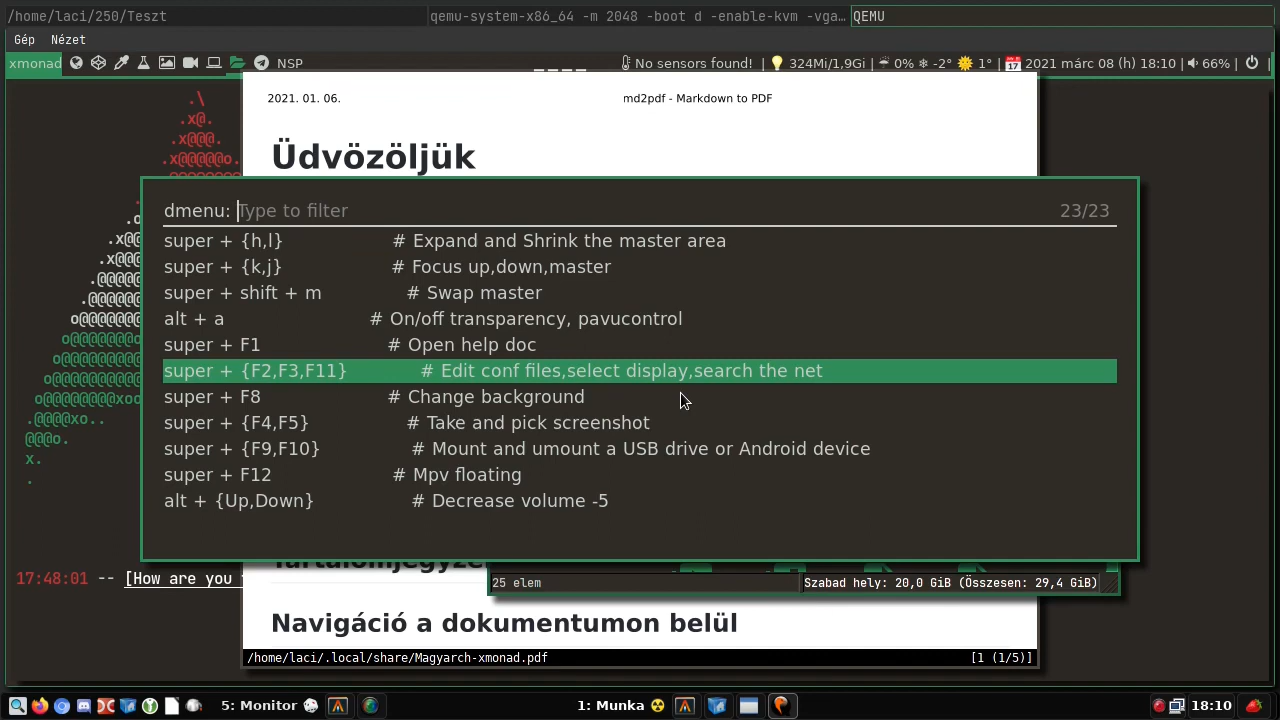 /home/laci/250/Teszt
qemu-system-x86_64 -m 2048 -boot d -enable-kvm -vga…
QEMU
Gép Nézet
xmonad NSP No sensors found! | 324Mi/1,9Gi | 0% -2° 1° | 17 2021 márc 08 (h) 18:10 | 66% | |
2021. 01. 06. md2pdf - Markdown to PDF
.\
.x@.
.x@@@.
.x@@@@@o.
Üdvözöljük
dmenu: Type to filter 23/23
super + {h,l} # Expand and Shrink the master area
super + {k,j} # Focus up,down,master
super + shift + m # Swap master
alt + a # On/off transparency, pavucontrol
super + F1 # Open help doc
super + {F2,F3,F11} # Edit conf files,select display,search the net
super + F8 # Change background
super + {F4,F5} # Take and pick screenshot
super + {F9,F10} # Mount and umount a USB drive or Android device
super + F12 # Mpv floating
alt + {Up,Down} # Decrease volume -5
.@@@@xo..
@@@o.
x.
.
Tartalomjegyzé
17:48:01 -- [How are you
25 elem Szabad hely: 20,0 GiB (Összesen: 29,4 GiB)
Navigáció a dokumentumon belül
/home/laci/.local/share/Magyarch-xmonad.pdf [1 (1/5)]
5: Monitor 1: Munka 18:10